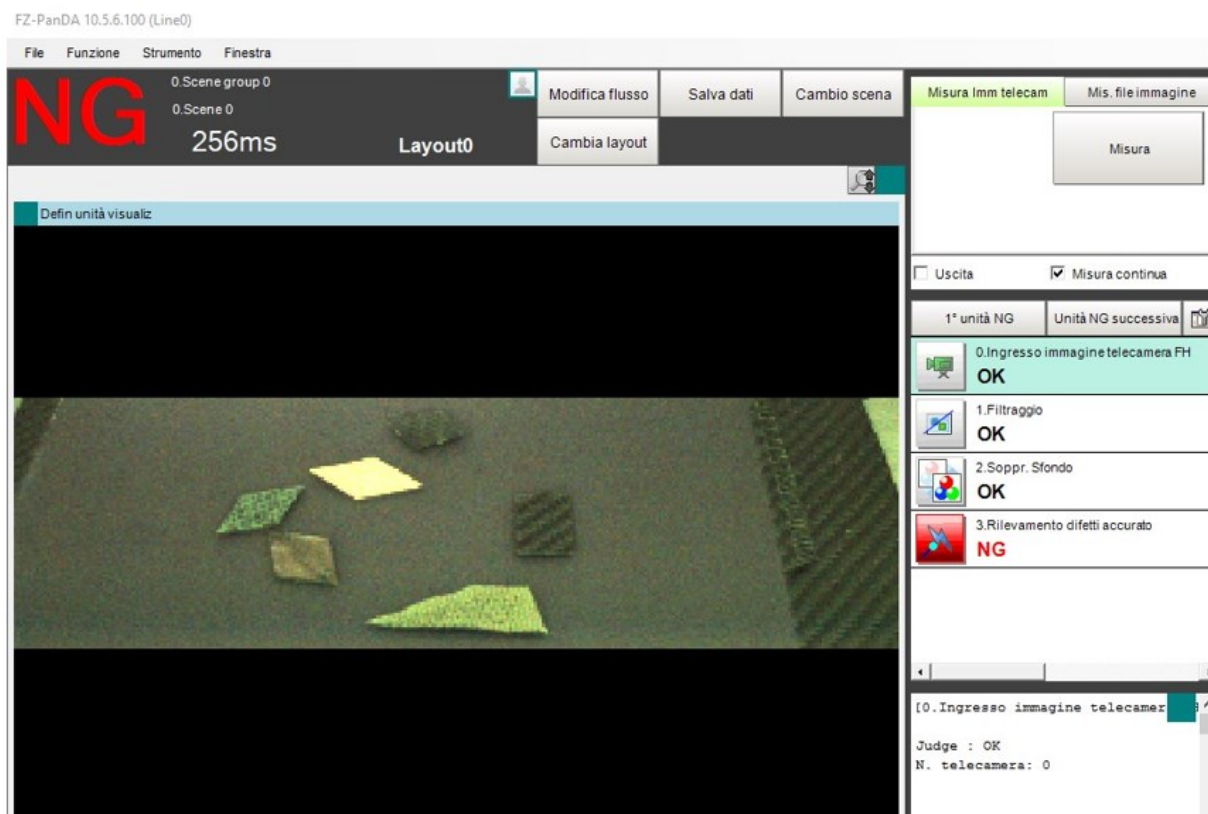 FZ-PanDA 10.5.6.100 (Line0)
File Funzione Strumento Finestra
NG
0.Scene group 0
0.Scene 0
256ms
Layout0
Modifica flusso
Salva dati
Cambio scena
Cambia layout
Misura Imm telecam
Mis. file immagine
Misura
Defin unità visualiz
Uscita
Misura continua
1° unità NG
Unità NG successiva
0.Ingresso immagine telecamera FH
OK
1.Filtraggio
OK
2.Soppr. Sfondo
OK
3.Rilevamento difetti accurato
NG
[0.Ingresso immagine telecamer
Judge : OK
N. telecamera: 0